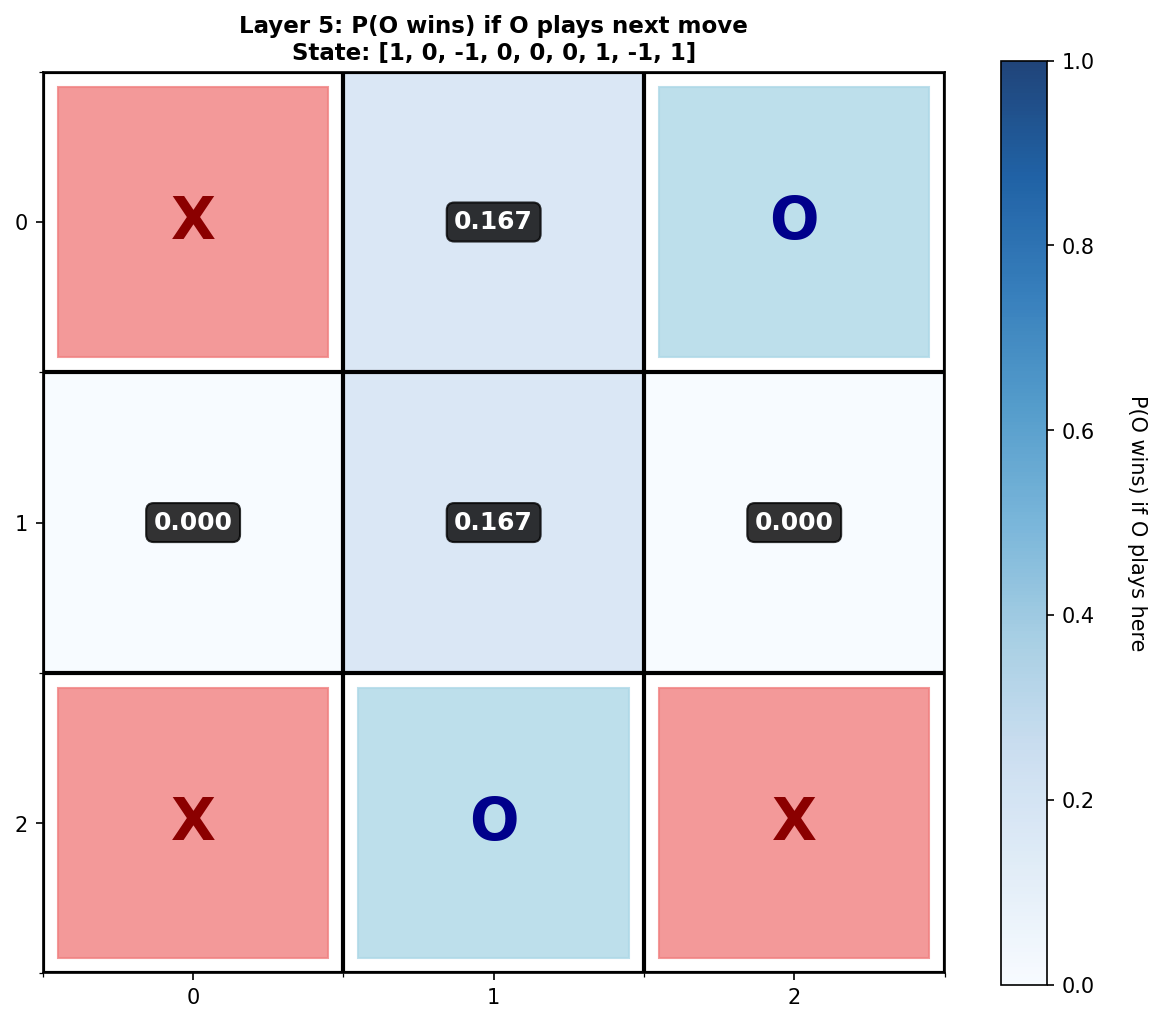 Layer 5: P(O wins) if O plays next move
State: [1, 0, -1, 0, 0, 0, 1, -1, 1]
0
X
0.167
O
1
0.000
0.167
0.000
2
X
O
X
0
1
2
1.0
0.8
0.6
0.4
0.2
0.0
P(O wins) if O plays here